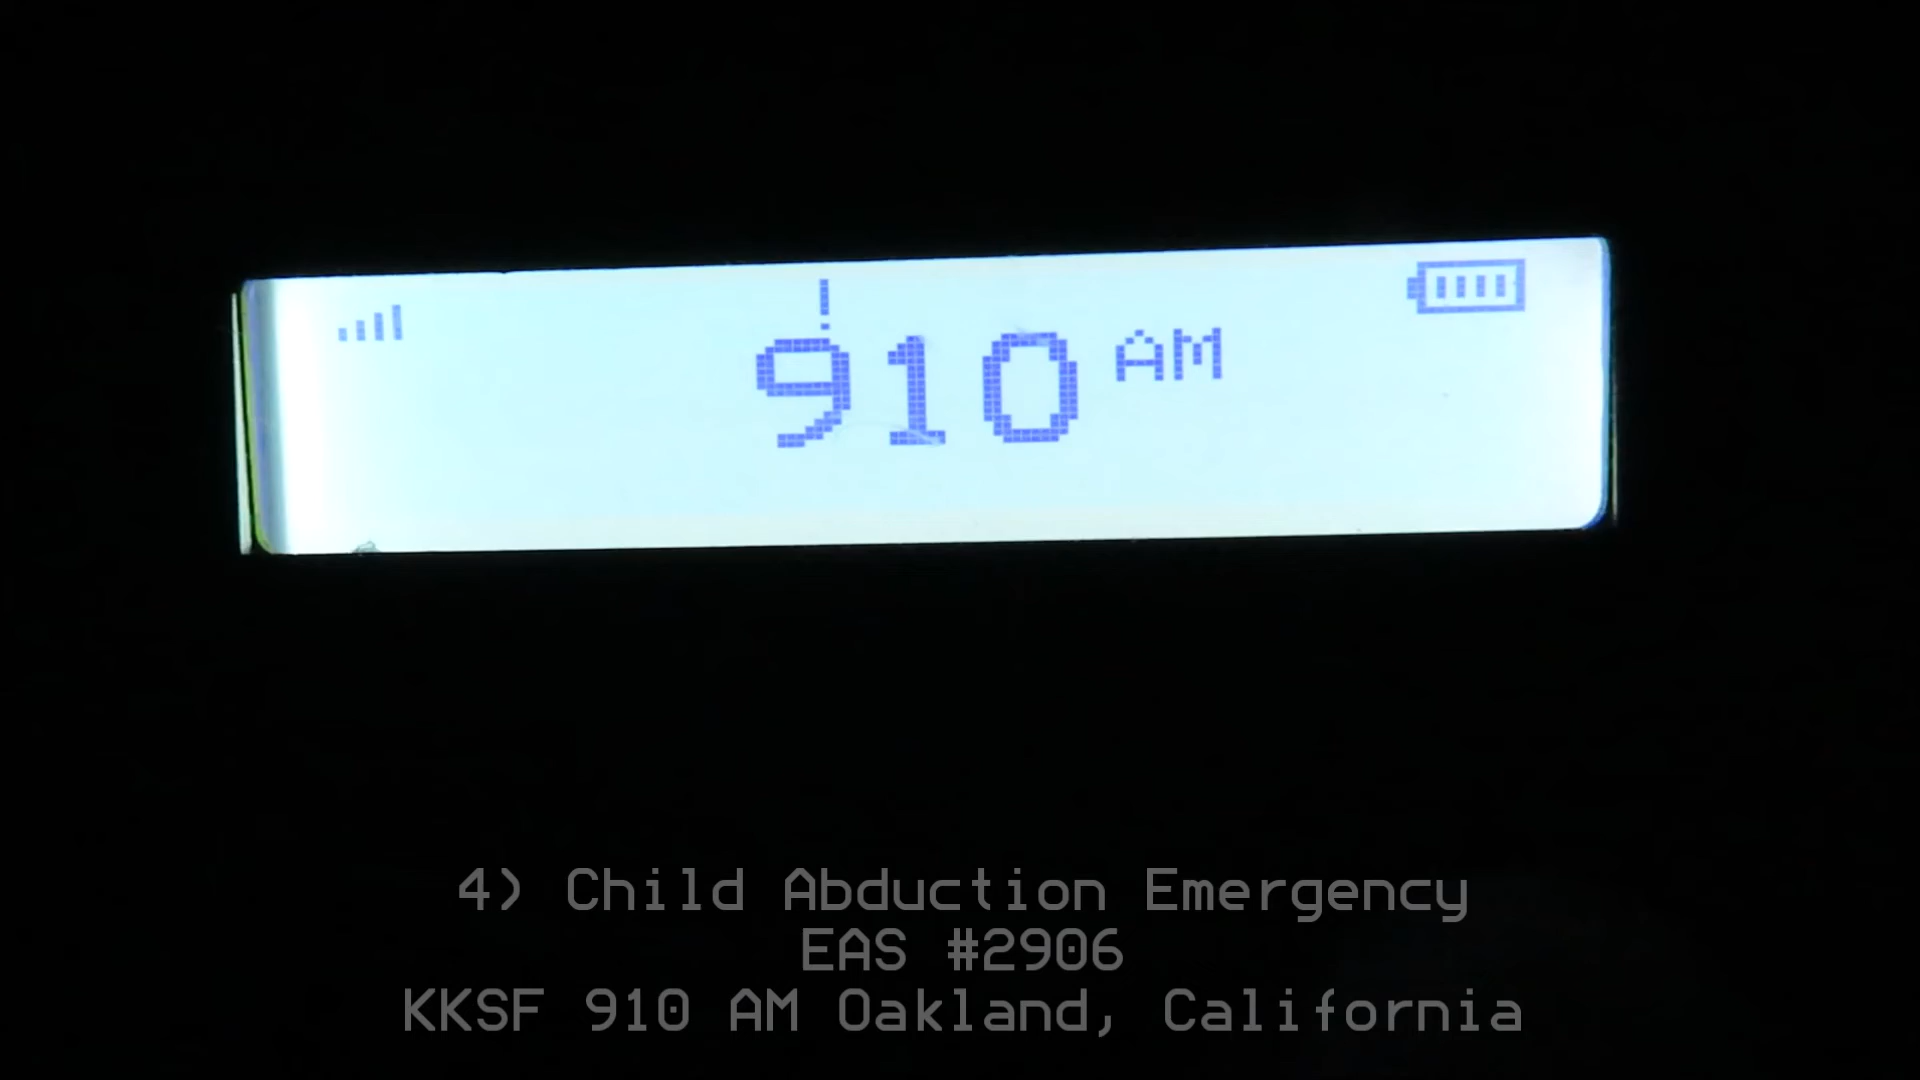 910 AM
4) Child Abduction Emergency
EAS #2906
KKSF 910 AM Oakland, California